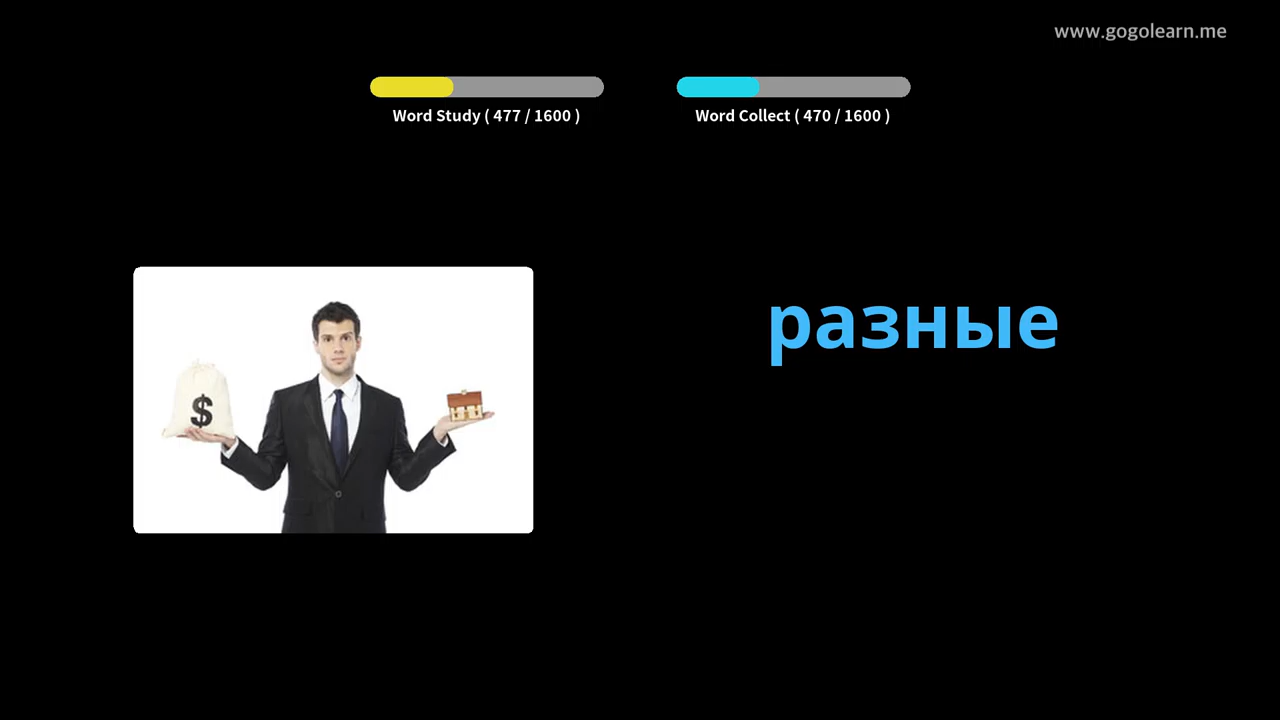 www.gogolearn.me
Word Study ( 477 / 1600 )
Word Collect ( 470 / 1600 )
разные
$